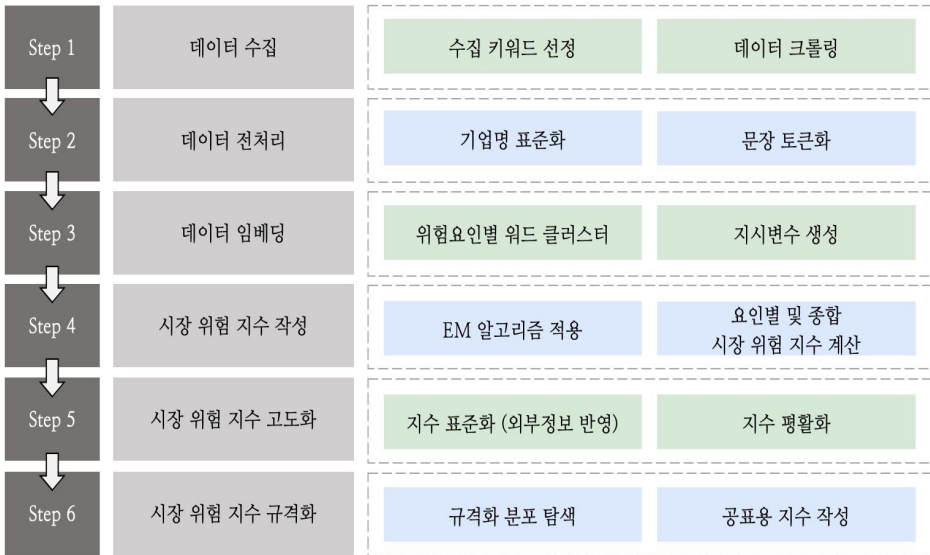 Step 1
데이터 수집
수집 키워드 선정
데이터 크롤링
Step 2
데이터 전처리
기업명 표준화
문장 토큰화
Step 3
데이터 임베딩
위험요인별 워드 클러스터
지시변수 생성
Step 4
시장 위험 지수 작성
EM 알고리즘 적용
요인별 및 종합
시장 위험 지수 계산
Step 5
시장 위험 지수 고도화
지수 표준화 (외부정보 반영)
지수 평활화
Step 6
시장 위험 지수 규격화
규격화 분포 탐색
공표용 지수 작성